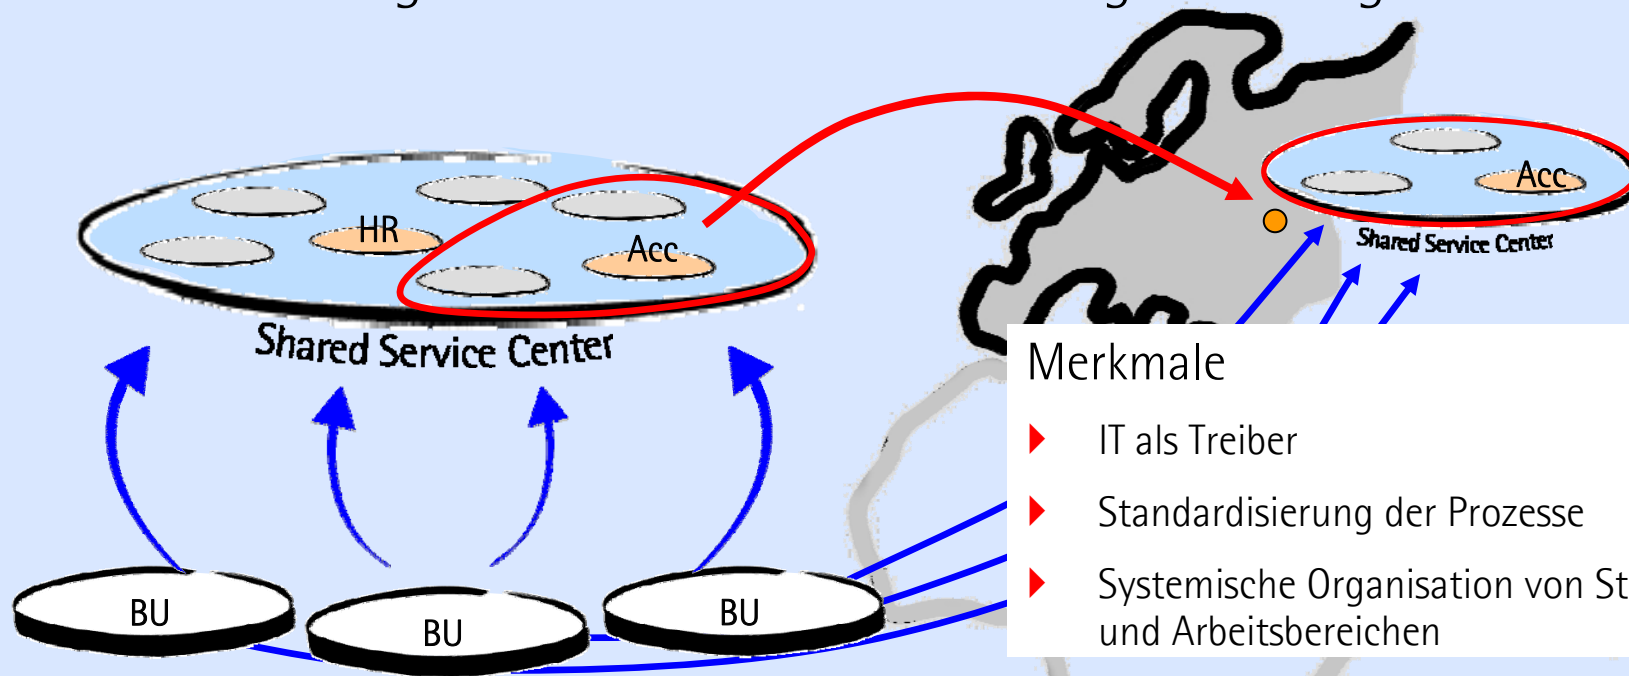 HR
Acc
Shared Service Center
BU
BU
BU
Acc
Shared Service Center
Merkmale
IT als Treiber
Standardisierung der Prozesse
Systemische Organisation von St
und Arbeitsbereichen